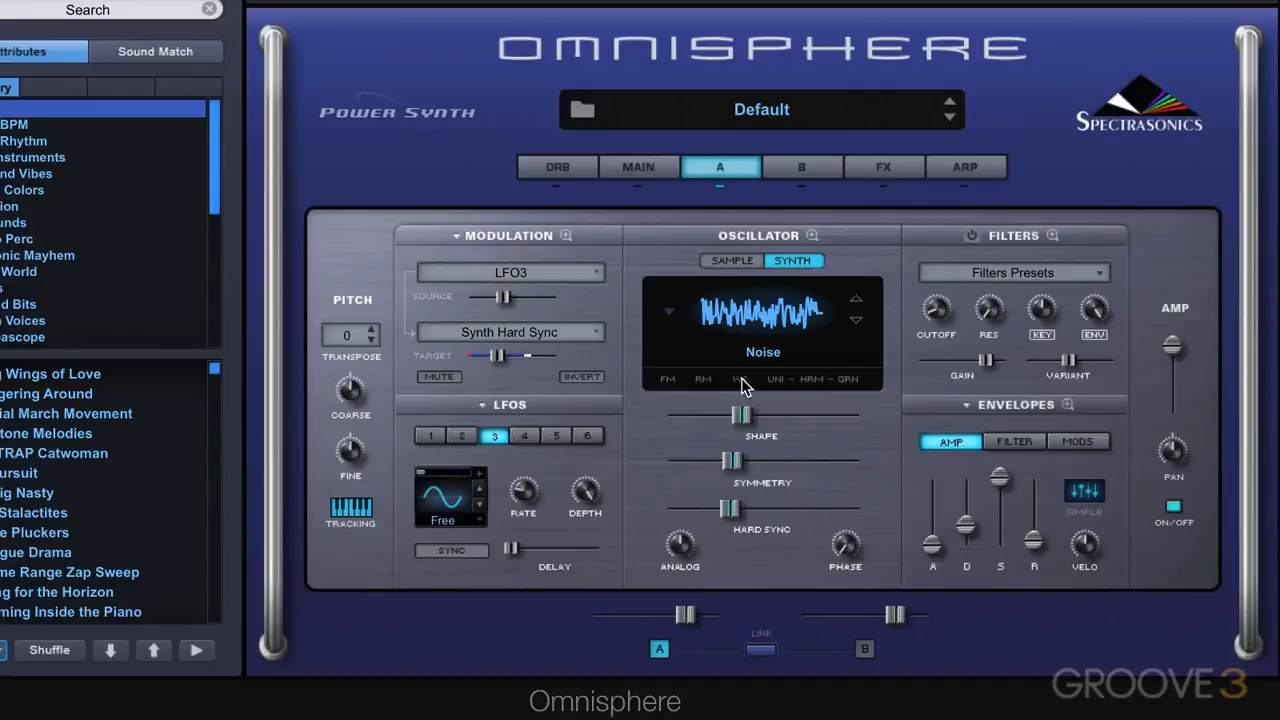 Search
ttributes
Sound Match
ry
BPM
Rhythm
nstruments
nd Vibes
Colors
ion
unds
Perc
onic Mayhem
World
s
nd Bits
n Voices
eascope
g Wings of Love
gering Around
ial March Movement
tone Melodies
TRAP Catwoman
ursuit
ig Nasty
Stalactites
e Pluckers
gue Drama
me Range Zap Sweep
ng for the Horizon
ming Inside the Piano
Shuffle
OMNISPHERE
POWER SYNTH
Default
SPECTRASONICS
ORB MAIN A B FX ARP
PITCH
0
TRANSPOSE
COARSE
FINE
TRACKING
MODULATION
LFO3
SOURCE
Synth Hard Sync
TARGET
MUTE INVERT
LFOS
1 2 3 4 5 6
Free
RATE DEPTH
SYNC DELAY
OSCILLATOR
SAMPLE SYNTH
Noise
FM RM UNI - HRM - GRN
SHAPE
SYMMETRY
HARD SYNC
ANALOG PHASE
FILTERS
Filters Presets
CUTOFF RES KEY ENV
GAIN VARIANT
ENVELOPES
AMP FILTER MODS
SIMPLE
A D S R VELO
AMP
PAN
ON/OFF
LINK
A B
GROOVE 3
Omnisphere